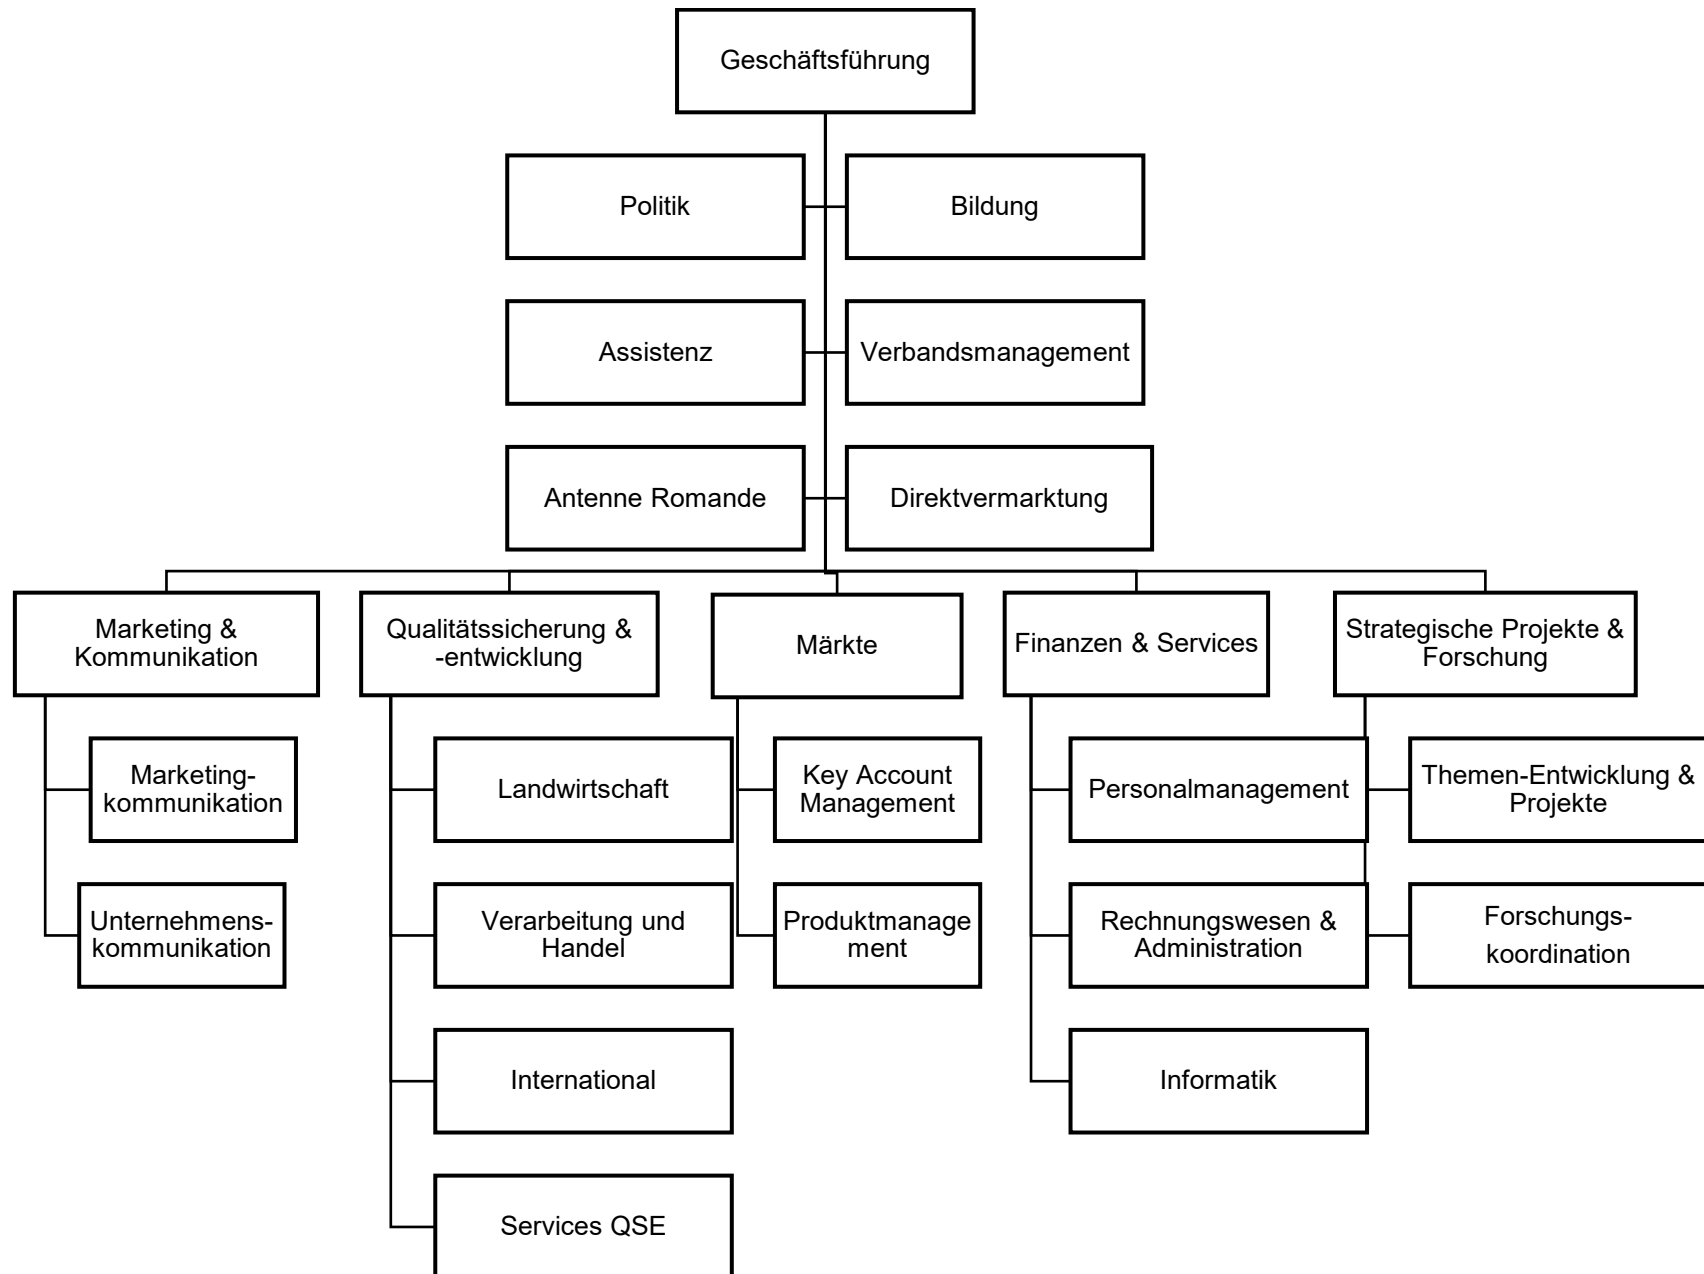 Geschäftsführung
Politik
Bildung
Assistenz
Verbandsmanagement
Antenne Romande
Direktvermarktung
Marketing &
Kommunikation
Qualitätssicherung &
-entwicklung
Märkte
Finanzen & Services
Strategische Projekte &
Forschung
Marketing-
kommunikation
Landwirtschaft
Key Account
Management
Personalmanagement
Themen-Entwicklung &
Projekte
Unternehmens-
kommunikation
Verarbeitung und
Handel
Produktmanage
ment
Rechnungswesen &
Administration
Forschungs-
koordination
International
Informatik
Services QSE